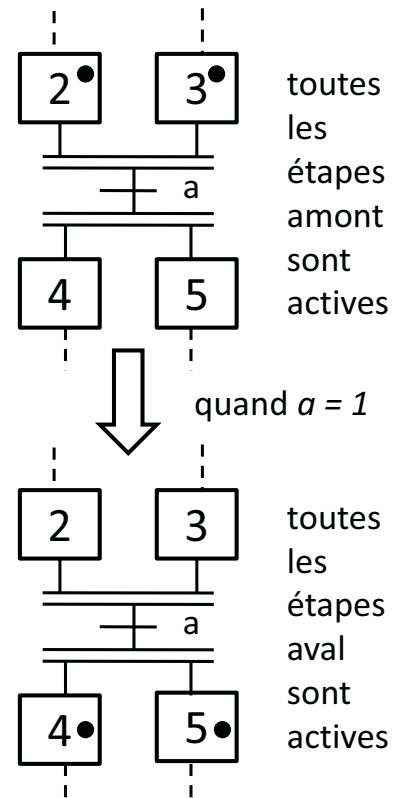 2 3
toutes
les
étapes
amont
sont
actives
a
4 5
quand a = 1
2 3
toutes
les
étapes
aval
sont
actives
a
4 5